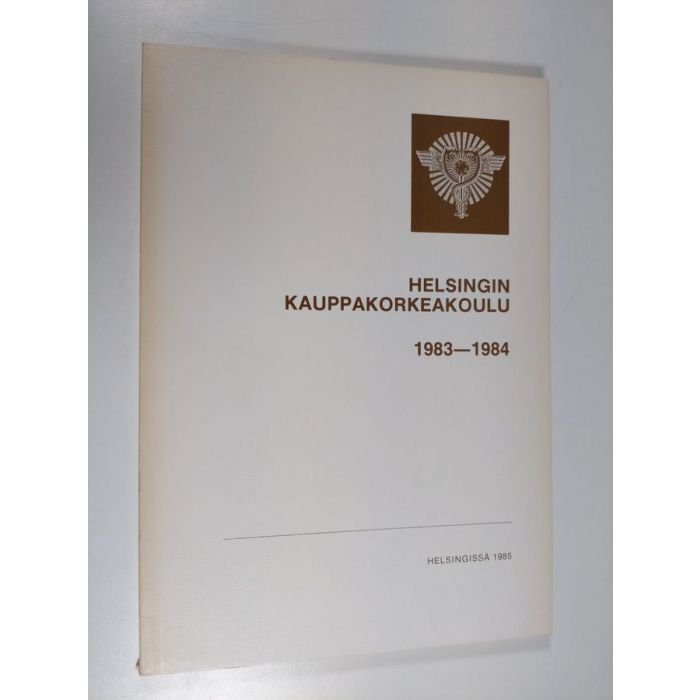 HELSINGIN
KAUPPAKORKEAKOULU
1983—1984
HELSINGISSÄ 1985